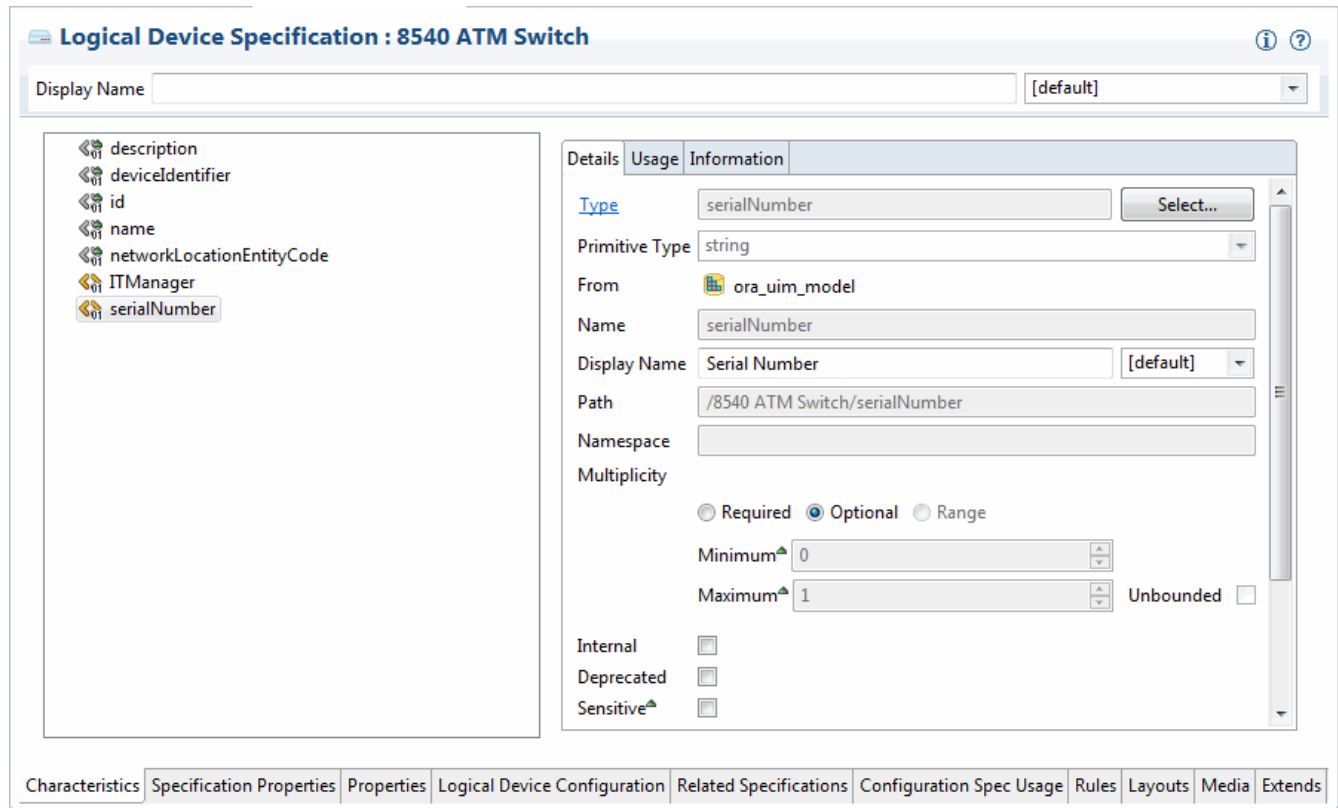 Logical Device Specification : 8540 ATM Switch
Display Name [default]
description
deviceIdentifier
id
name
networkLocationEntityCode
ITManager
serialNumber
Details Usage Information
Type serialNumber Select...
Primitive Type string
From ora_uim_model
Name serialNumber
Display Name Serial Number [default]
Path /8540 ATM Switch/serialNumber
Namespace
Multiplicity
Required Optional Range
Minimum 0
Maximum 1 Unbounded
Internal
Deprecated
Sensitive
Characteristics Specification Properties Properties Logical Device Configuration Related Specifications Configuration Spec Usage Rules Layouts Media Extends